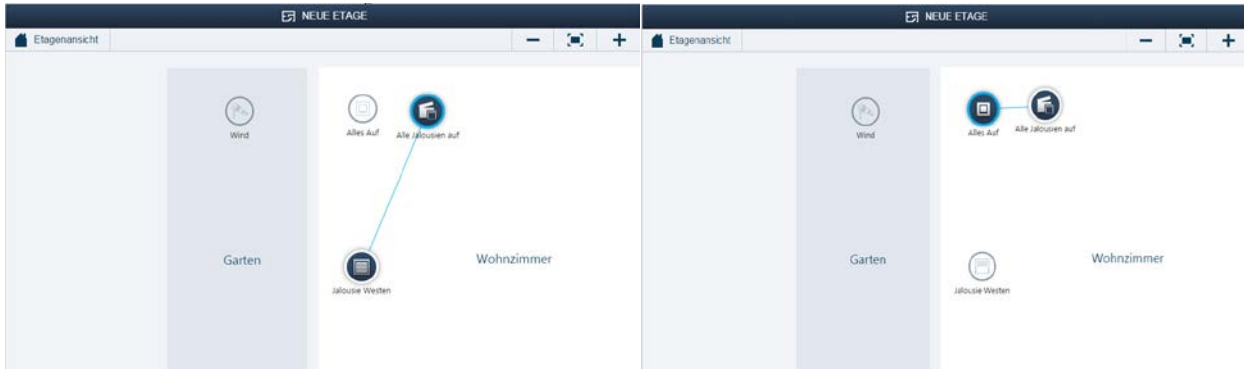 NEUE ETAGE
Etagenansicht
Wind
Alles Auf
Alle Jalousien auf
Garten
Wohnzimmer
Jalousie Westen
NEUE ETAGE
Etagenansicht
Wind
Alles Auf
Alle Jalousien auf
Garten
Wohnzimmer
Jalousie Westen